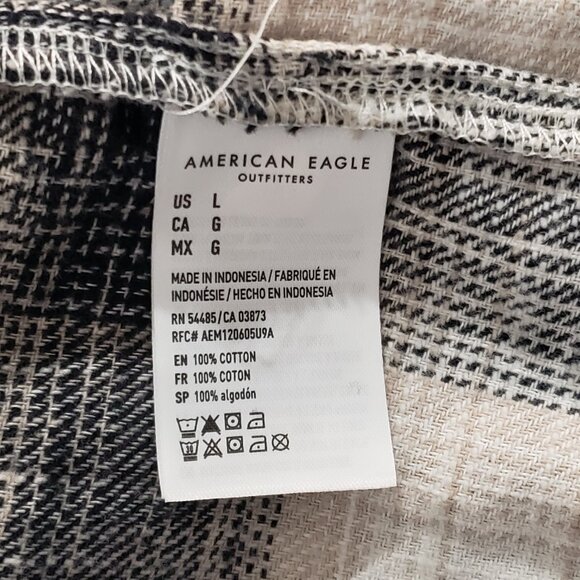 AMERICAN EAGLE
OUTFITTERS
US L
CA G
MX G
MADE IN INDONESIA / FABRIQUÉ EN
INDONÉSIE / HECHO EN INDONESIA
RN 54485 / CA 03873
RFC# AEM120605U9A
EN 100% COTTON
FR 100% COTON
SP 100% algodón
30